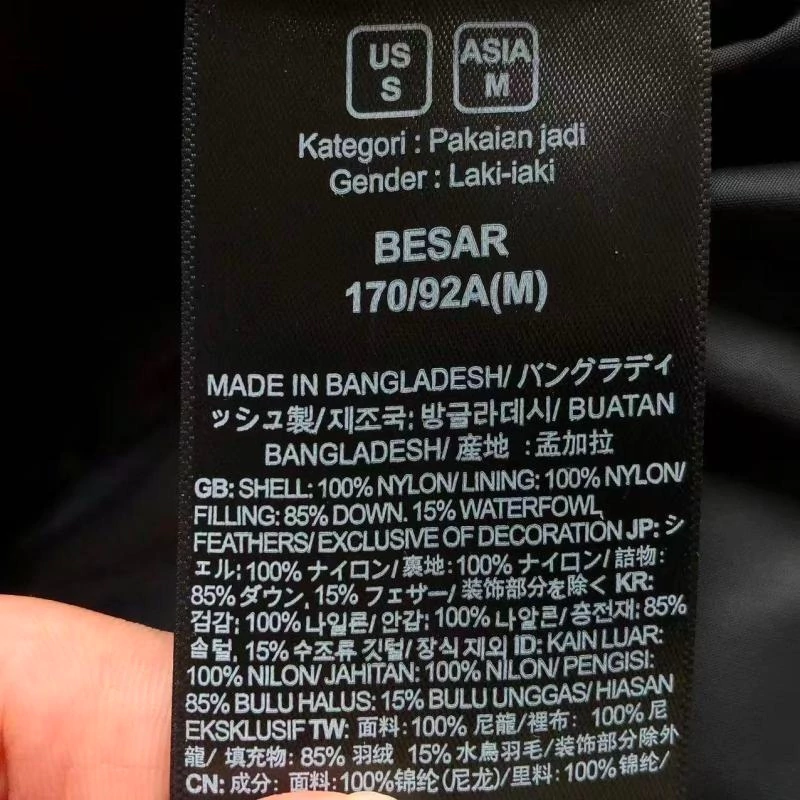 US
S
ASIA
M
Kategori : Pakaian jadi
Gender : Laki-iaki
BESAR
170/92A(M)
MADE IN BANGLADESH/ バングラディ
ッシュ製/ 제조국: 방글라데시/ BUATAN
BANGLADESH/ 産地 : 孟加拉
GB: SHELL: 100% NYLON/ LINING: 100% NYLON/
FILLING: 85% DOWN. 15% WATERFOWL
FEATHERS/ EXCLUSIVE OF DECORATION JP: シ
ェル: 100% ナイロン/ 裏地: 100% ナイロン/ 詰物:
85% ダウン. 15% フェザー/ 装飾部分を除く KR:
겉감: 100% 나일론/ 안감: 100% 나일론/ 충전재: 85%
솜털, 15% 수조류 깃털/ 장식 제외 ID: KAIN LUAR:
100% NILON/ JAHITAN: 100% NILON/ PENGISI:
85% BULU HALUS: 15% BULU UNGGAS/ HIASAN
EKSKLUSIF TW: 面料: 100% 尼龍/ 裡布: 100% 尼
龍/ 填充物: 85% 羽絨 15% 水鳥羽毛/ 装饰部分除外
CN: 成分: 面料:100%锦纶(尼龙)/ 里料: 100%锦纶/